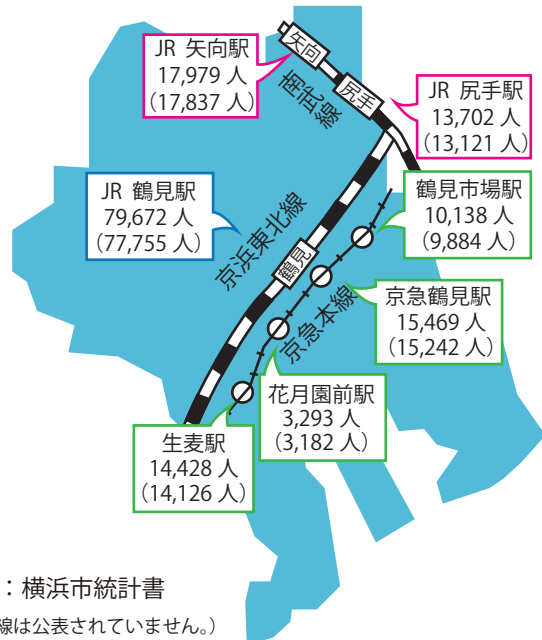 矢向
尻手
JR 矢向駅
17,979 人
（17,837 人）
南武線
JR 尻手駅
13,702 人
（13,121 人）
JR 鶴見駅
79,672 人
（77,755 人）
鶴見市場駅
10,138 人
（9,884 人）
京浜東北線
鶴見
京急鶴見駅
15,469 人
（15,242 人）
京急本線
花月園前駅
3,293 人
（3,182 人）
生麦駅
14,428 人
（14,126 人）
：横浜市統計書
線は公表されていません。）